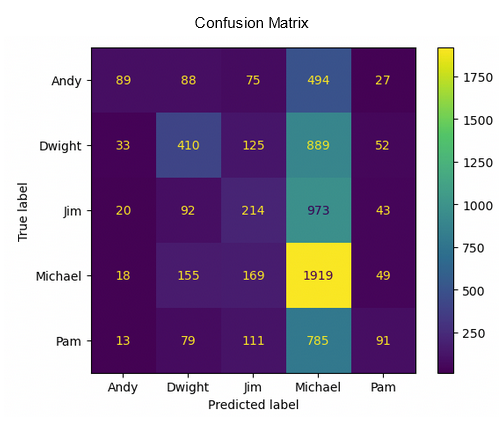 Confusion Matrix
Andy 89 88 75 494 27
Dwight 33 410 125 889 52
Jim 20 92 214 973 43
Michael 18 155 169 1919 49
Pam 13 79 111 785 91
Andy Dwight Jim Michael Pam
Predicted label
True label
1750
1500
1250
1000
750
500
250